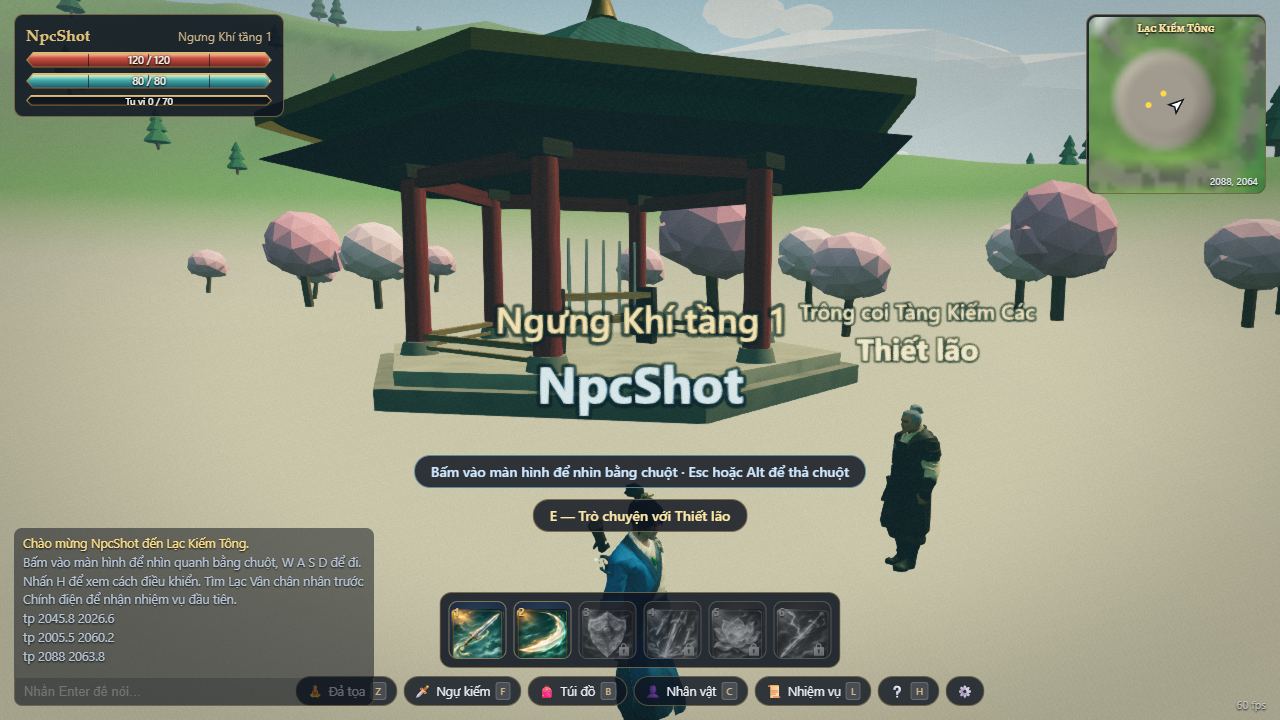 NpcShot
Ngưng Khí tầng 1
120 / 120
80 / 80
Tu vi 0 / 70
LẠC KIẾM TÔNG
2088, 2064
Ngưng Khí tầng 1
NpcShot
Trông coi Tàng Kiếm Các
Thiết lão
Bấm vào màn hình để nhìn bằng chuột · Esc hoặc Alt để thả chuột
E — Trò chuyện với Thiết lão
Chào mừng NpcShot đến Lạc Kiếm Tông.
Bấm vào màn hình để nhìn quanh bằng chuột, W A S D để đi.
Nhấn H để xem cách điều khiển. Tìm Lạc Vân chân nhân trước
Chính điện để nhận nhiệm vụ đầu tiên.
tp 2045.8 2026.6
tp 2005.5 2060.2
tp 2088 2063.8
Nhấn Enter để nói...
1 2 3 4 5 6
Đả tọa Z
Ngự kiếm F
Túi đồ B
Nhân vật C
Nhiệm vụ L
? H
60 fps